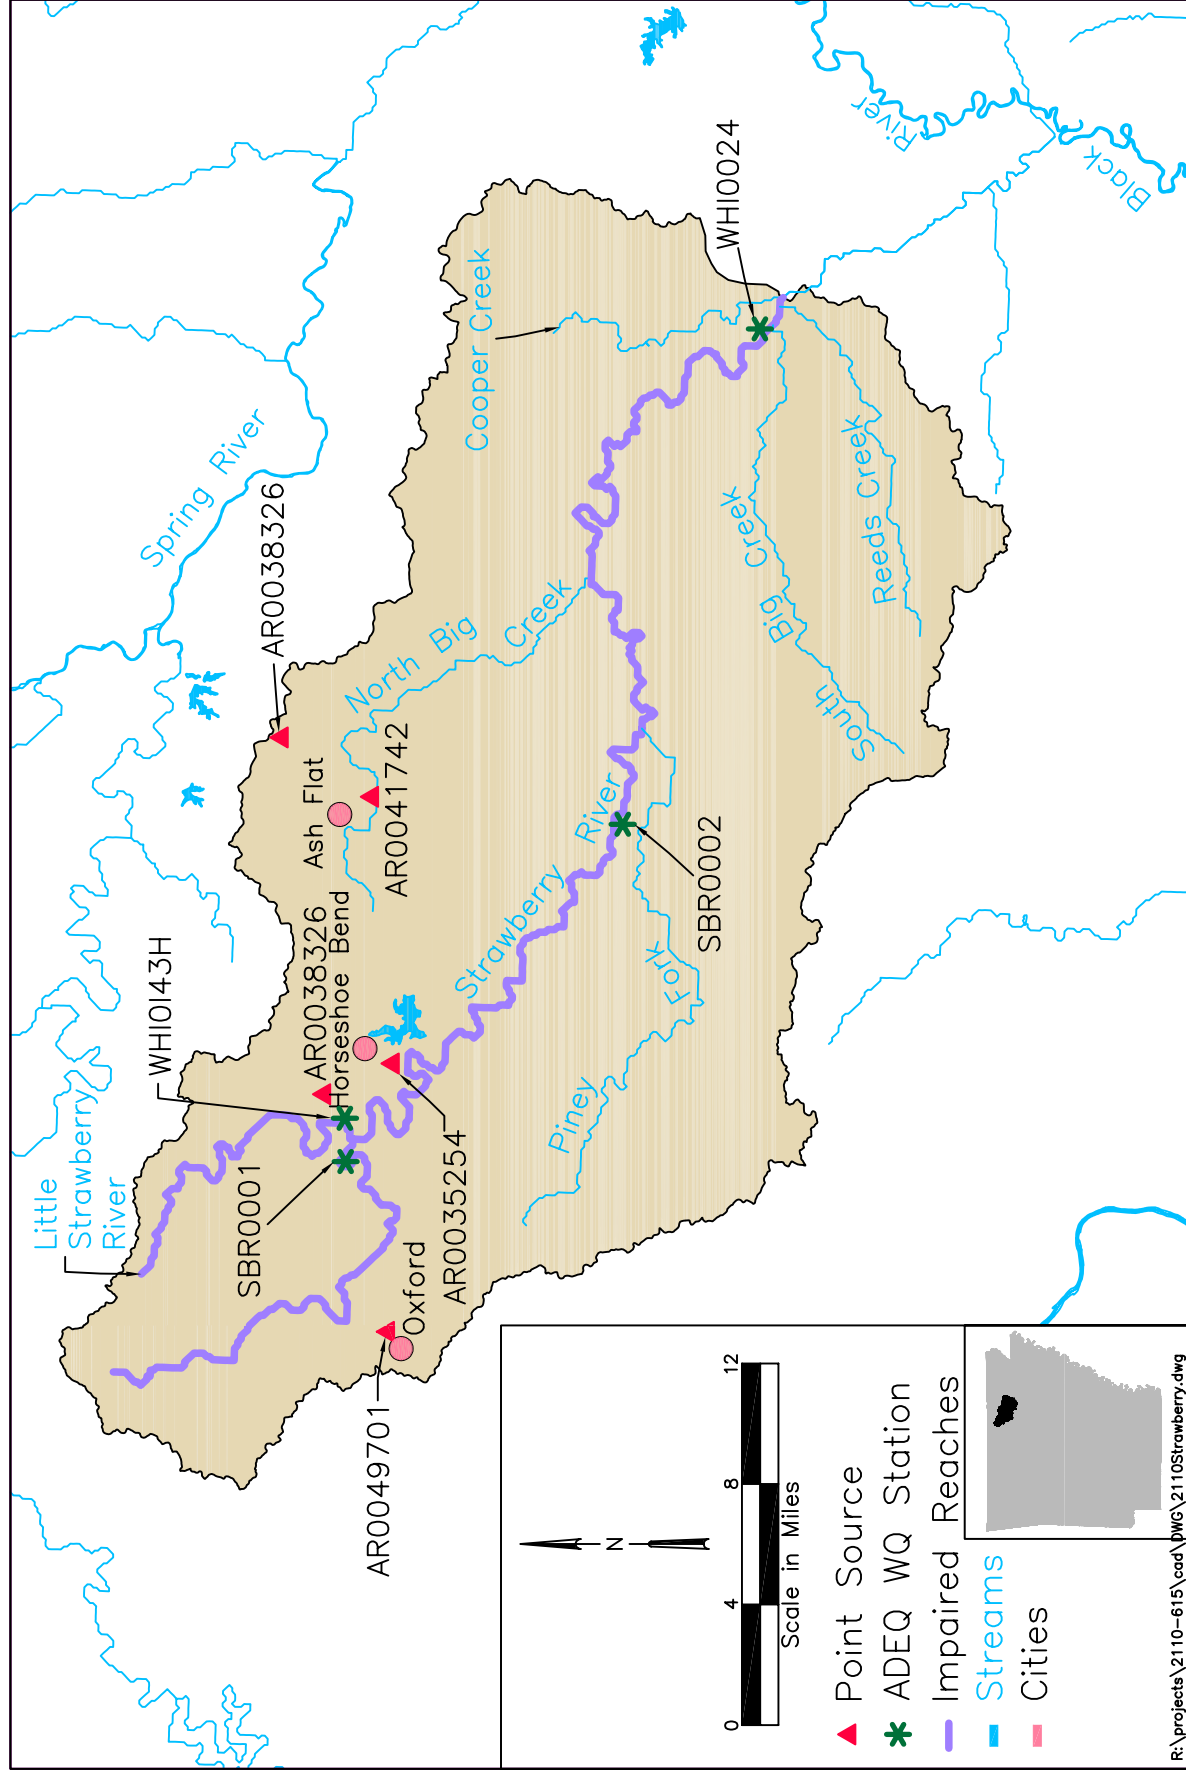 Little
Strawberry
River
WHI0143H
Spring River
AR0038326
SBR0001
AR0038326
Horseshoe Bend
Ash Flat
AR0041742
North Big
Creek
Cooper Creek
WHI0024
River
Black
AR0049701
Oxford
AR0035254
Strawberry River
Piney
Fork
SBR0002
South Big Creek
Reeds Creek
N
0 4 8 12
Scale in Miles
Point Source
ADEQ WQ Station
Impaired Reaches
Streams
Cities
R:\projects\2110-615\cad\DWG\2110Strawberry.dwg